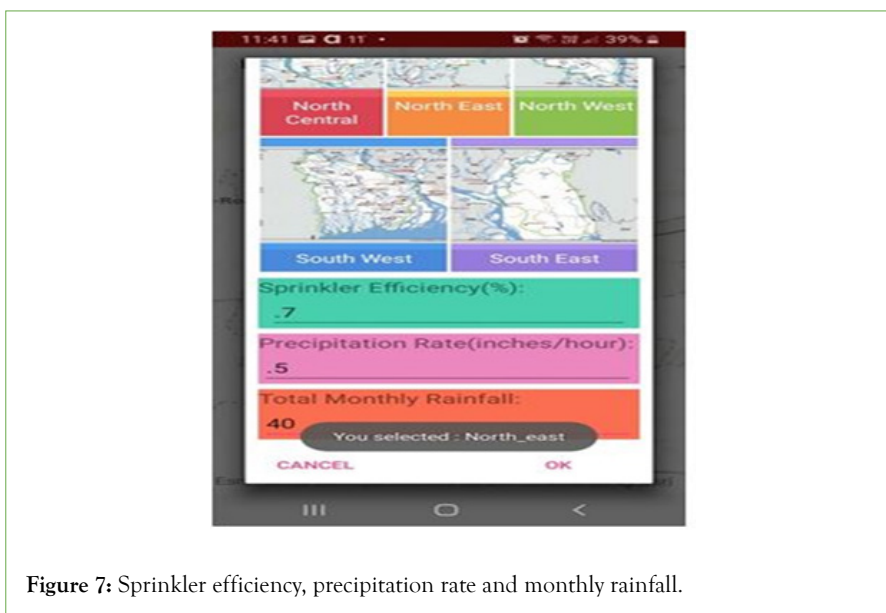 11:41
39%
North Central
North East
North West
South West
South East
Sprinkler Efficiency(%):
.7
Precipitation Rate(inches/hour):
.5
Total Monthly Rainfall:
40
You selected : North_east
CANCEL
OK
Figure 7: Sprinkler efficiency, precipitation rate and monthly rainfall.